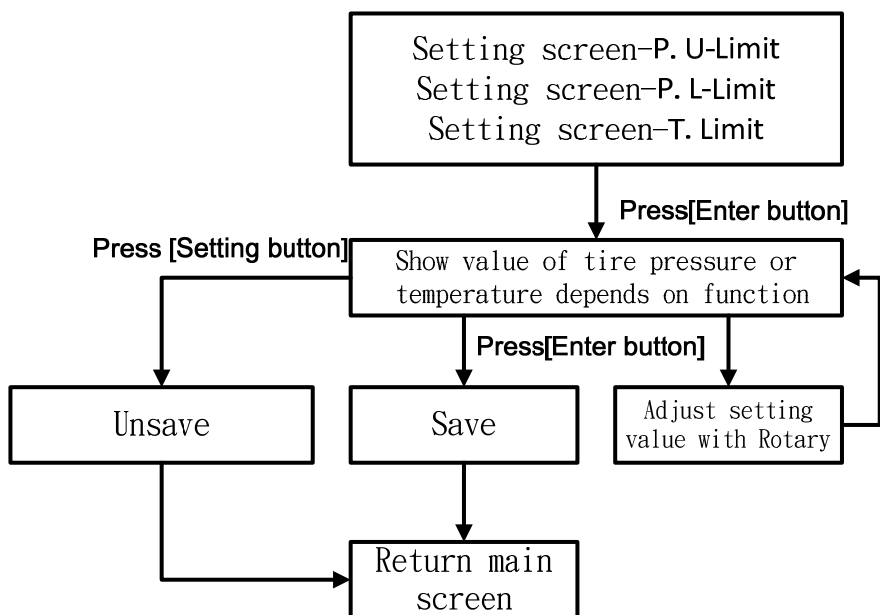 Setting screen-P. U-Limit
Setting screen-P. L-Limit
Setting screen-T. Limit
Press[Enter button]
Press [Setting button]
Show value of tire pressure or
temperature depends on function
Press[Enter button]
Unsave
Save
Adjust setting
value with Rotary
Return main
screen